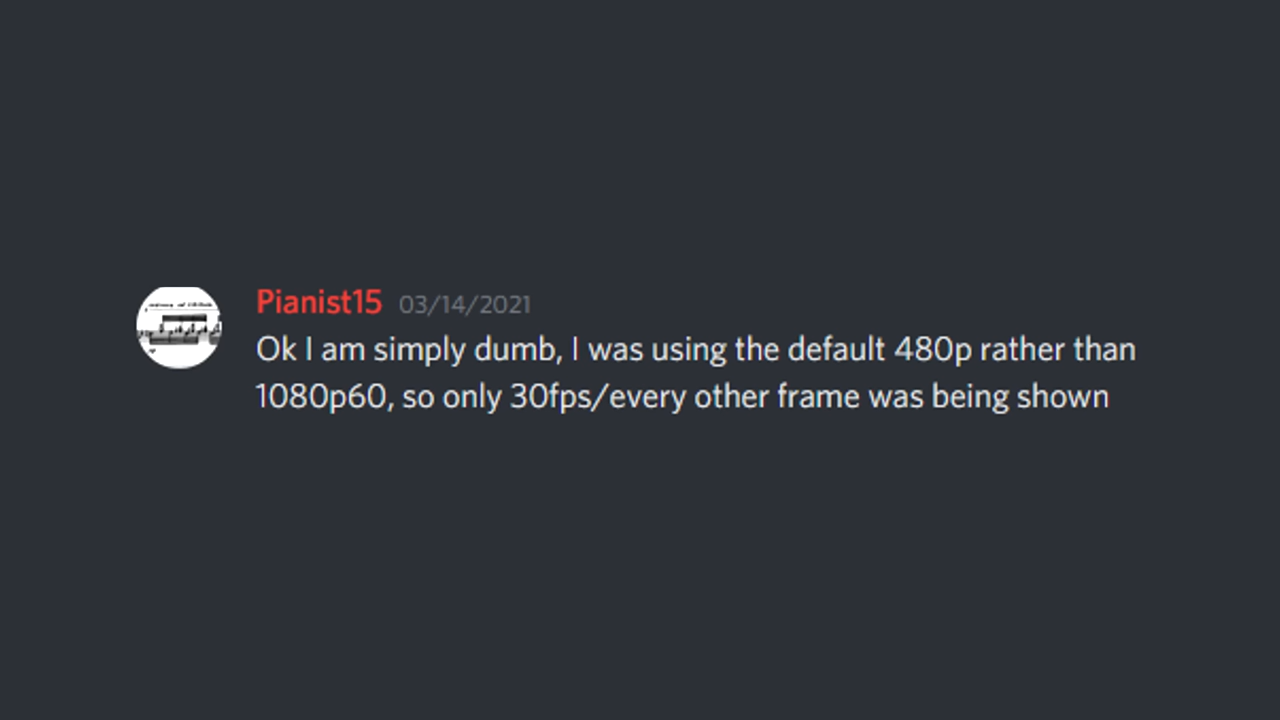 Pianist15 03/14/2021
Ok I am simply dumb, I was using the default 480p rather than
1080p60, so only 30fps/every other frame was being shown